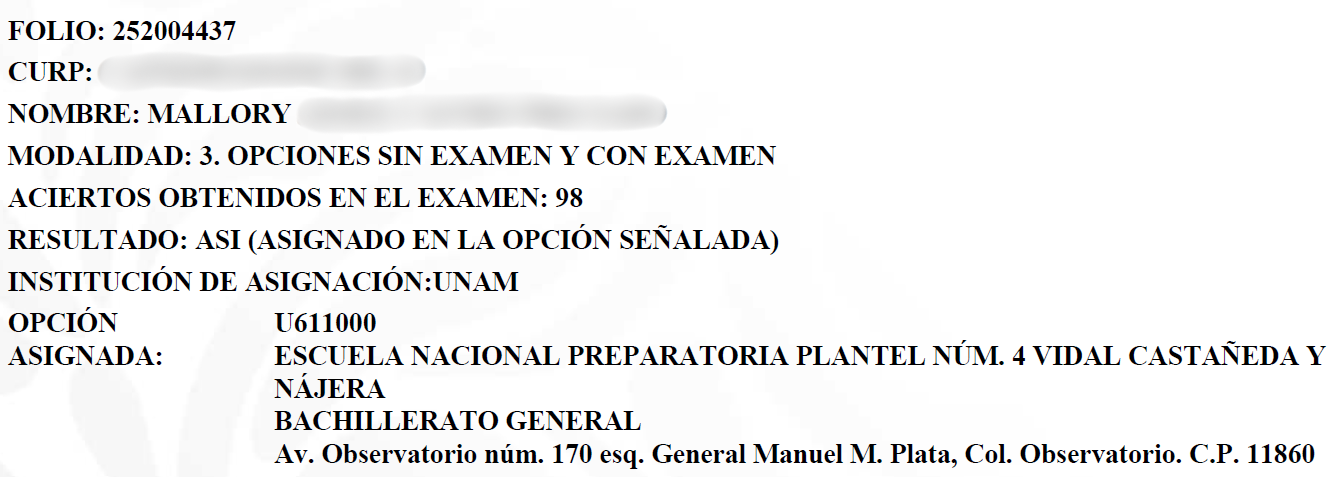 FOLIO: 252004437
CURP:
NOMBRE: MALLORY
MODALIDAD: 3. OPCIONES SIN EXAMEN Y CON EXAMEN
ACIERTOS OBTENIDOS EN EL EXAMEN: 98
RESULTADO: ASI (ASIGNADO EN LA OPCIÓN SEÑALADA)
INSTITUCIÓN DE ASIGNACIÓN:UNAM
OPCIÓN U611000
ASIGNADA: ESCUELA NACIONAL PREPARATORIA PLANTEL NÚM. 4 VIDAL CASTAÑEDA Y
NÁJERA
BACHILLERATO GENERAL
Av. Observatorio núm. 170 esq. General Manuel M. Plata, Col. Observatorio. C.P. 11860